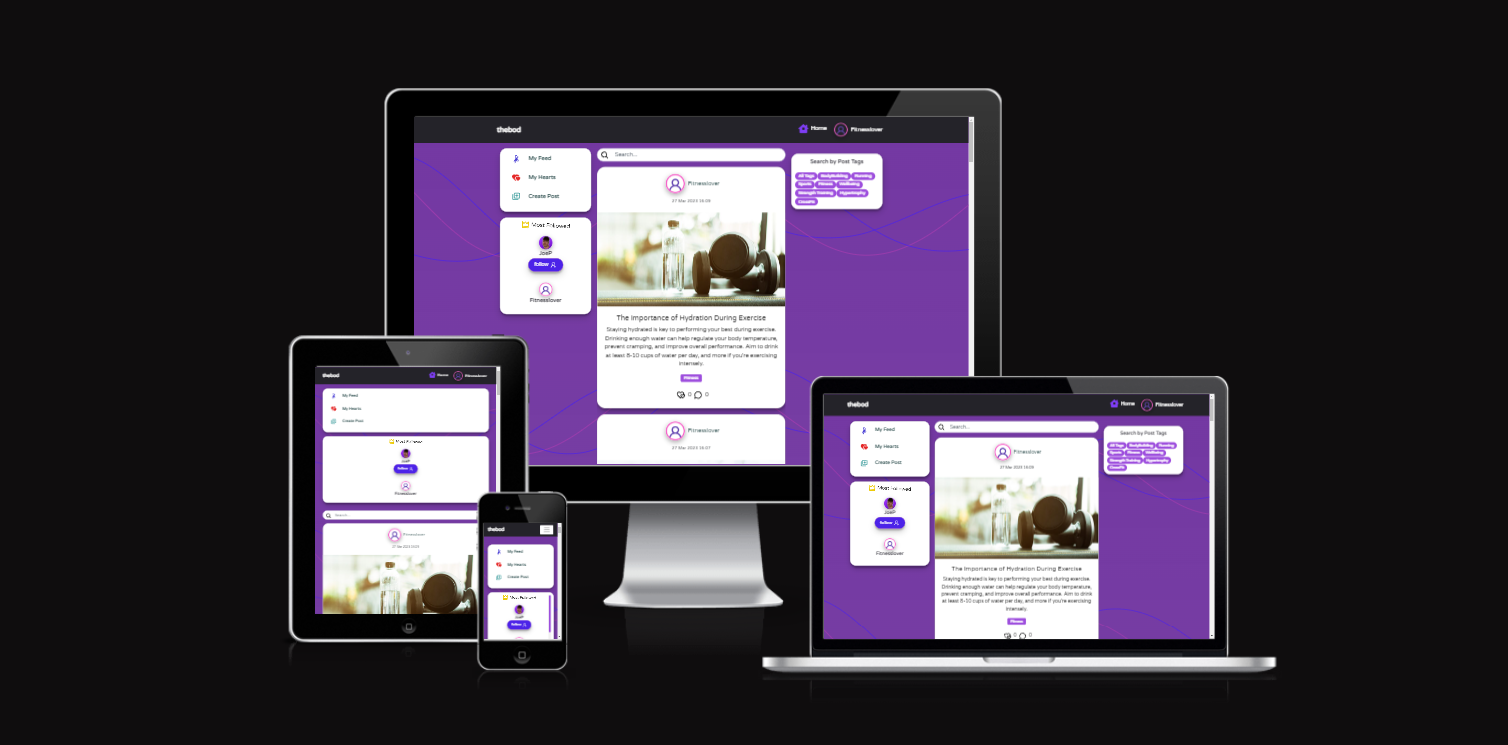 thebod
Home
Fitnesslover
My Feed
My Hearts
Create Post
Most Followed
JoeP
follow
Fitnesslover
Search...
Fitnesslover
27 Mar 2023 16:09
The Importance of Hydration During Exercise
Staying hydrated is key to performing your best during exercise.
Drinking enough water can help regulate your body temperature,
prevent cramping, and improve overall performance. Aim to drink
at least 8-10 cups of water per day, and more if you're exercising
intensely.
Fitness
0 0
Fitnesslover
27 Mar 2023 16:07
Search by Post Tags
All Tags Bodybuilding Running
Sports Fitness Wellbeing
Strength Training Hypertrophy
CrossFit
thebod
Home
Fitnesslover
My Feed
My Hearts
Create Post
Most Followed
JoeP
follow
Fitnesslover
Search...
Fitnesslover
27 Mar 2023 16:09
thebod
My Feed
My Hearts
Create Post
Most Followed
JoeP
follow
thebod
Home
Fitnesslover
My Feed
My Hearts
Create Post
Most Followed
JoeP
follow
Fitnesslover
Search...
Fitnesslover
27 Mar 2023 16:09
The Importance of Hydration During Exercise
Staying hydrated is key to performing your best during exercise.
Drinking enough water can help regulate your body temperature,
prevent cramping, and improve overall performance. Aim to drink
at least 8-10 cups of water per day, and more if you're exercising
intensely.
Fitness
0 0
Search by Post Tags
All Tags Bodybuilding Running
Sports Fitness Wellbeing
Strength Training Hypertrophy
CrossFit